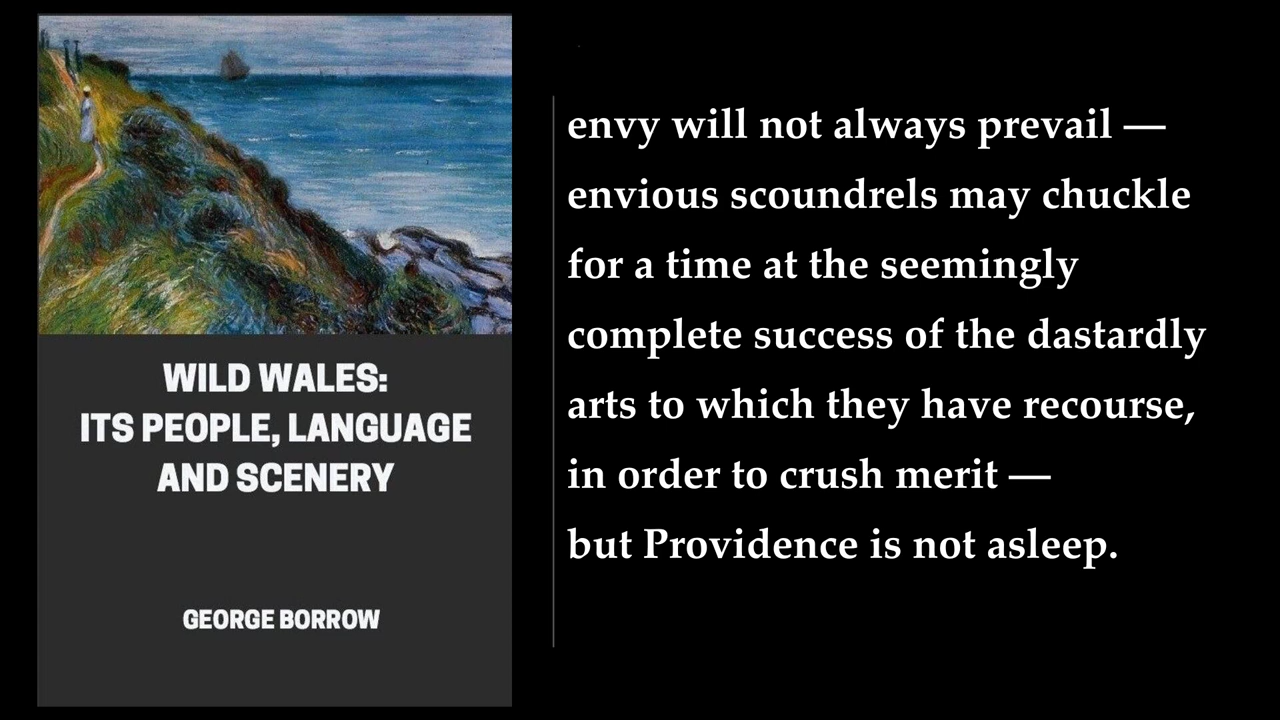 WILD WALES:
ITS PEOPLE, LANGUAGE
AND SCENERY
GEORGE BORROW
envy will not always prevail —
envious scoundrels may chuckle
for a time at the seemingly
complete success of the dastardly
arts to which they have recourse,
in order to crush merit —
but Providence is not asleep.